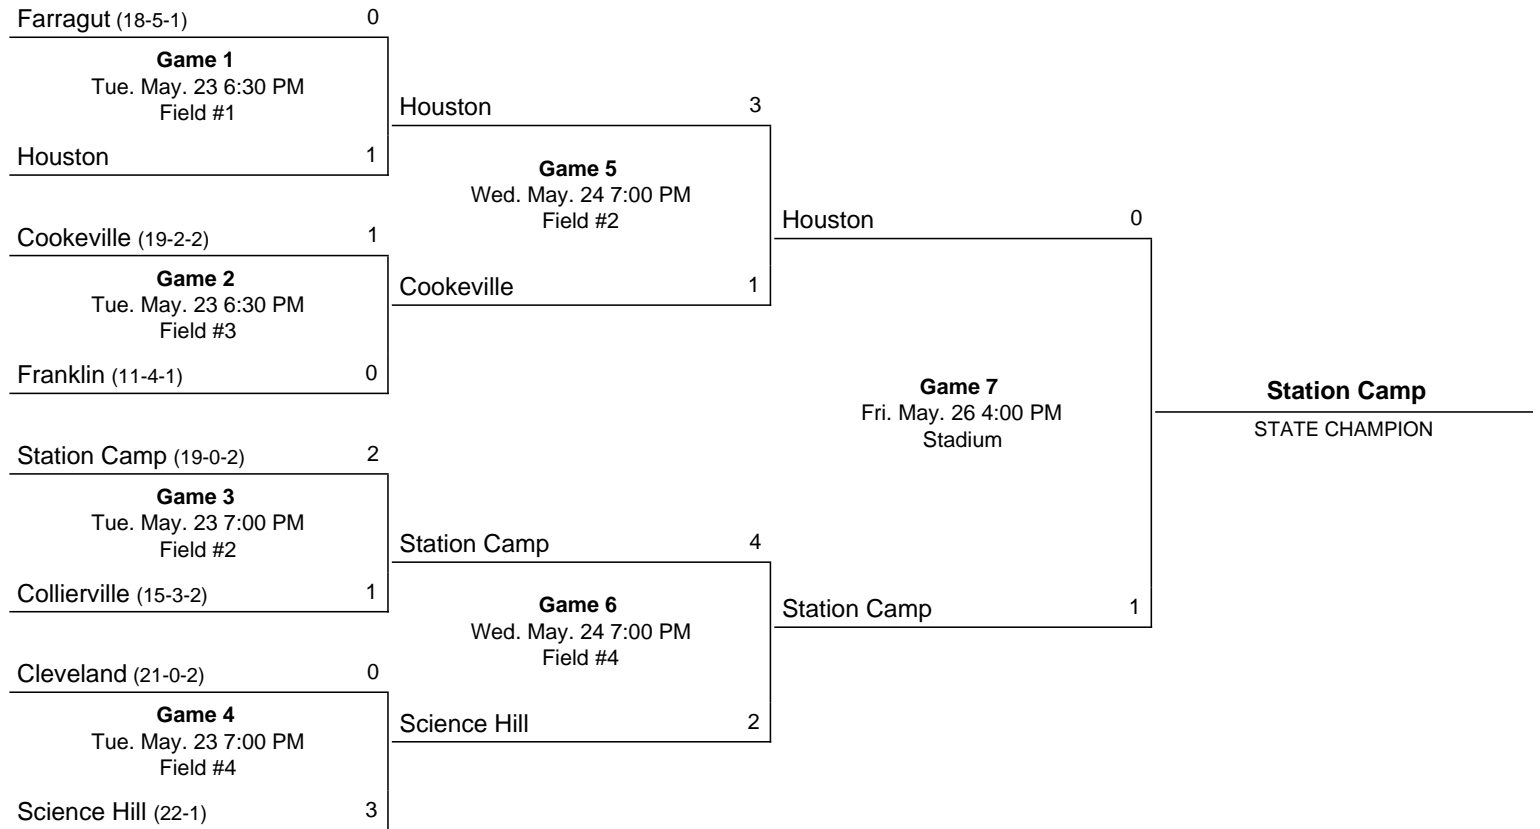 Farragut (18-5-1) 0
Game 1
Tue. May. 23 6:30 PM
Field #1
Houston 1
Cookeville (19-2-2) 1
Game 2
Tue. May. 23 6:30 PM
Field #3
Franklin (11-4-1) 0
Station Camp (19-0-2) 2
Game 3
Tue. May. 23 7:00 PM
Field #2
Collierville (15-3-2) 1
Cleveland (21-0-2) 0
Game 4
Tue. May. 23 7:00 PM
Field #4
Science Hill (22-1) 3
Houston 3
Game 5
Wed. May. 24 7:00 PM
Field #2
Cookeville 1
Station Camp 4
Game 6
Wed. May. 24 7:00 PM
Field #4
Science Hill 2
Houston 0
Game 7
Fri. May. 26 4:00 PM
Stadium
Station Camp 1
Station Camp
STATE CHAMPION